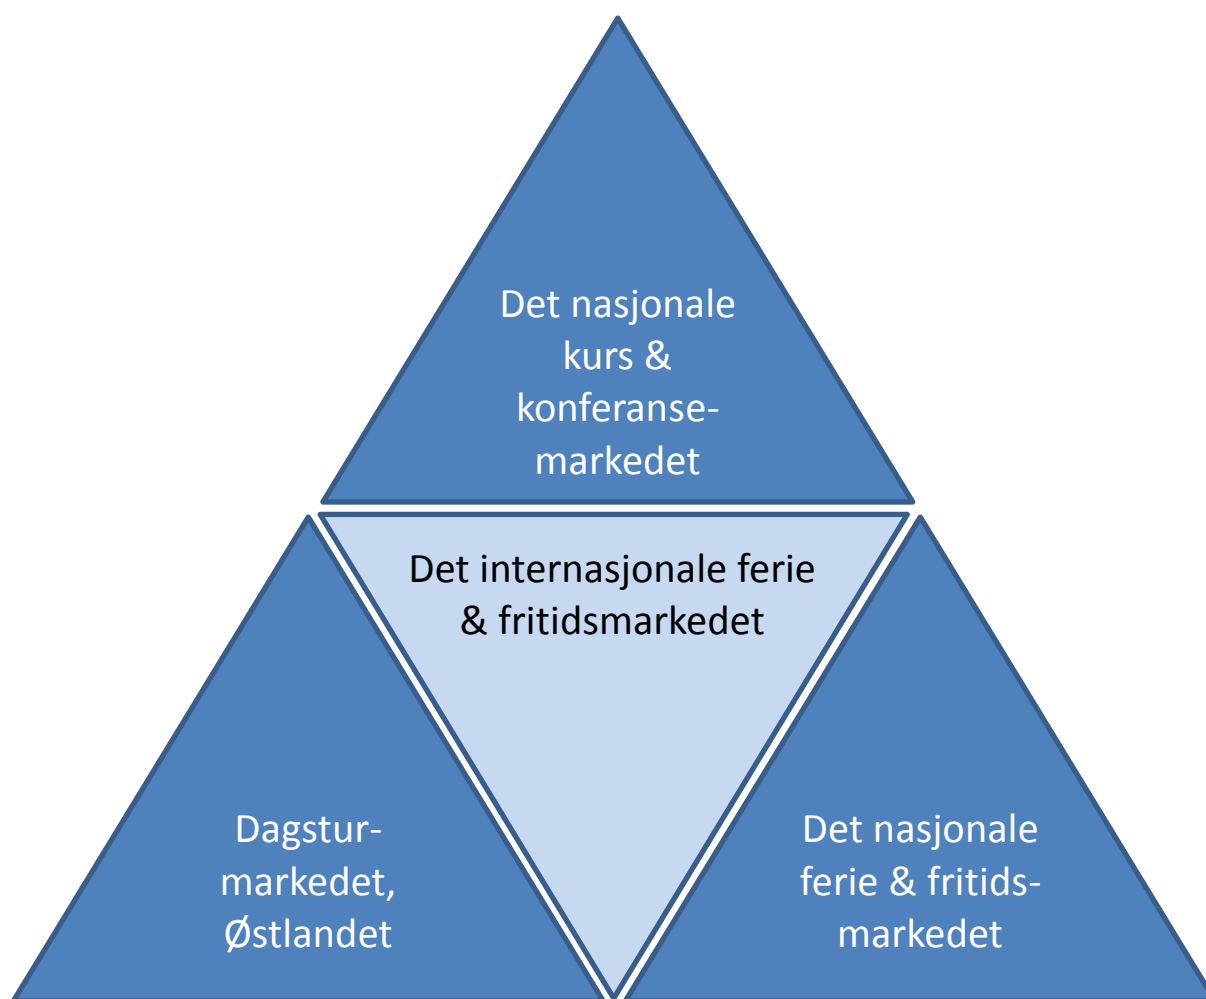 Det nasjonale
kurs &
konferanse-
markedet
Det internasjonale ferie
& fritidsmarkedet
Dagstur-
markedet,
Østlandet
Det nasjonale
ferie & fritids-
markedet